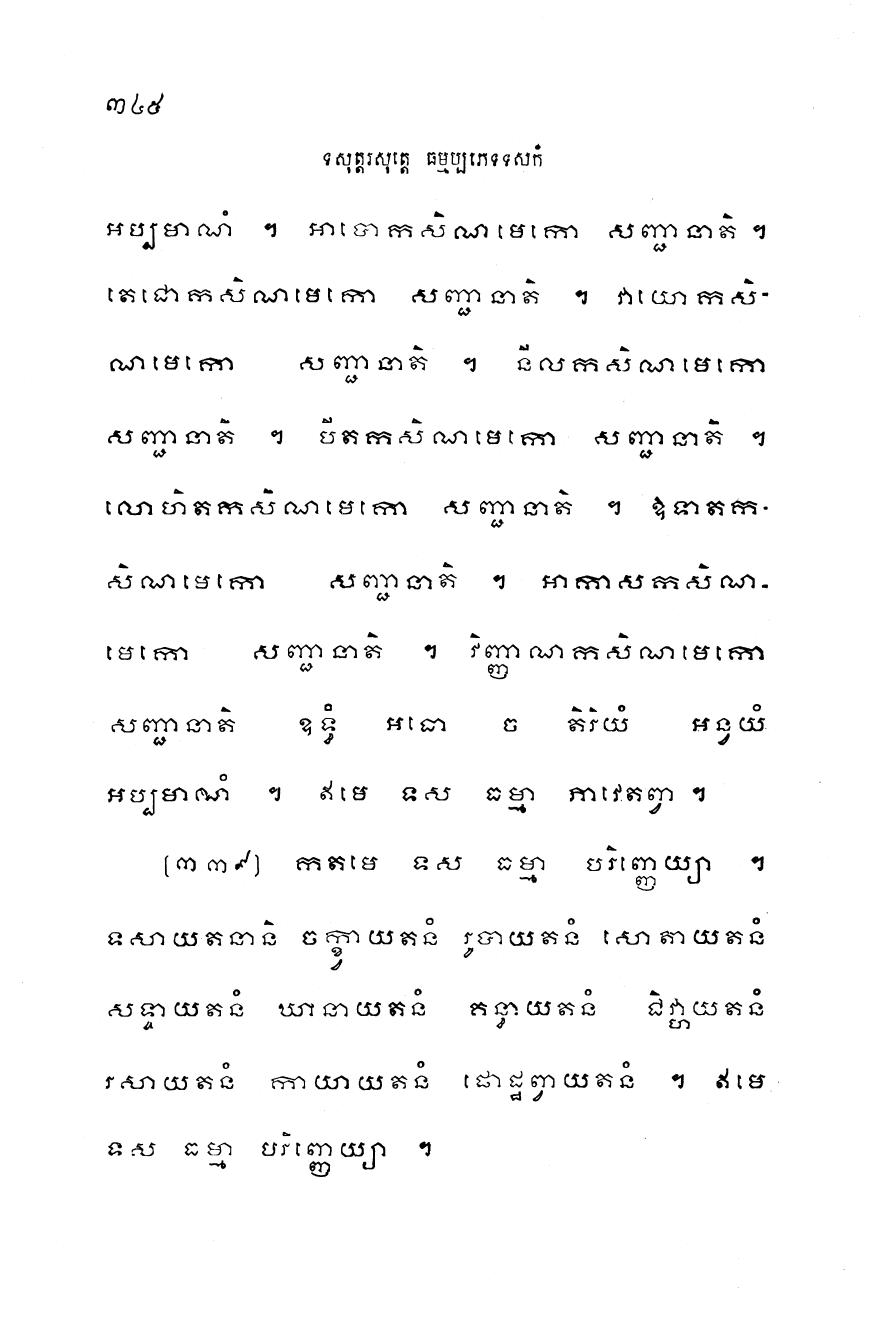 ៣៤៥
ទសុត្តរសុត្តេ ធម្មប្បភេទទសកំ
អប្បមាណំ ។ អាបោកសិណមេកោ សញ្ជានាតិ ។
តេជោកសិណមេកោ សញ្ជានាតិ ។ វាយោកសិ-
ណមេកោ សញ្ជានាតិ ។ នីលកសិណមេកោ
សញ្ជានាតិ ។ បីតកសិណមេកោ សញ្ជានាតិ ។
លោហិតកសិណមេកោ សញ្ជានាតិ ។ ឱទាតក-
សិណមេកោ សញ្ជានាតិ ។ អាកាសកសិណ-
មេកោ សញ្ជានាតិ ។ វិញ្ញាណកសិណមេកោ
សញ្ជានាតិ ឧទ្ធំ អធោ ច តិរិយំ អន្វយំ
អប្បមាណំ ។ ឥមេ ទស ធម្មា ភាវេតព្វា ។
[៣៣៩] កតមេ ទស ធម្មា បរិញ្ញេយ្យា ។
ទសាយតនានិ ចក្ខ្វាយតនំ រូបាយតនំ សោតាយតនំ
សទ្ទាយតនំ ឃានាយតនំ គន្ធាយតនំ ជិវ្ហាយតនំ
រសាយតនំ កាយាយតនំ ផោដ្ឋព្វាយតនំ ។ ឥមេ
ទស ធម្មា បរិញ្ញេយ្យា ។